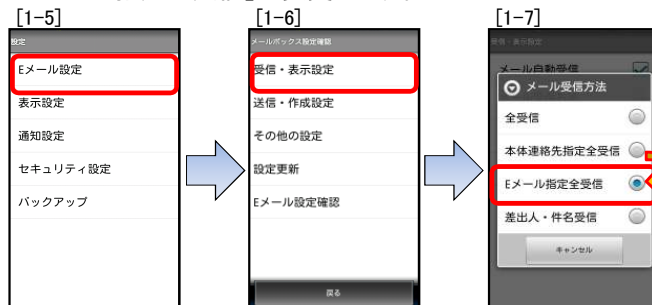 [1-5]
設定
Eメール設定
表示設定
通知設定
セキュリティ設定
バックアップ
[1-6]
メールボックス設定確認
受信・表示設定
送信・作成設定
その他の設定
設定更新
Eメール設定確認
戻る
[1-7]
受信・表示設定
メール自動受信
メール受信方法
全受信
本体連絡先指定全受信
Eメール指定全受信
差出人・件名受信
キャンセル